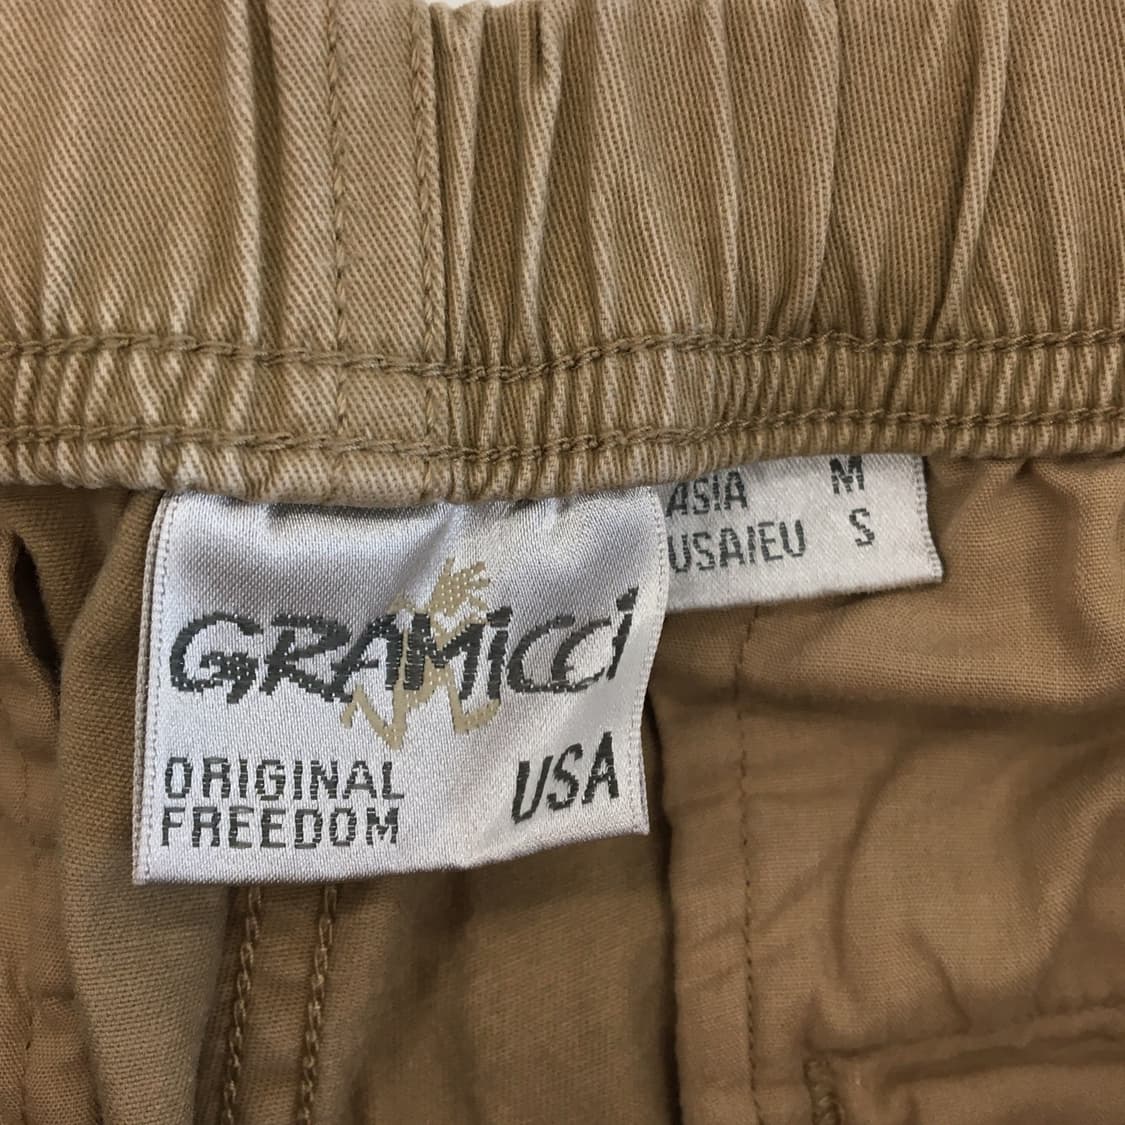 GRAMICCI
ORIGINAL
FREEDOM
USA
ASIA M
USA/EU S